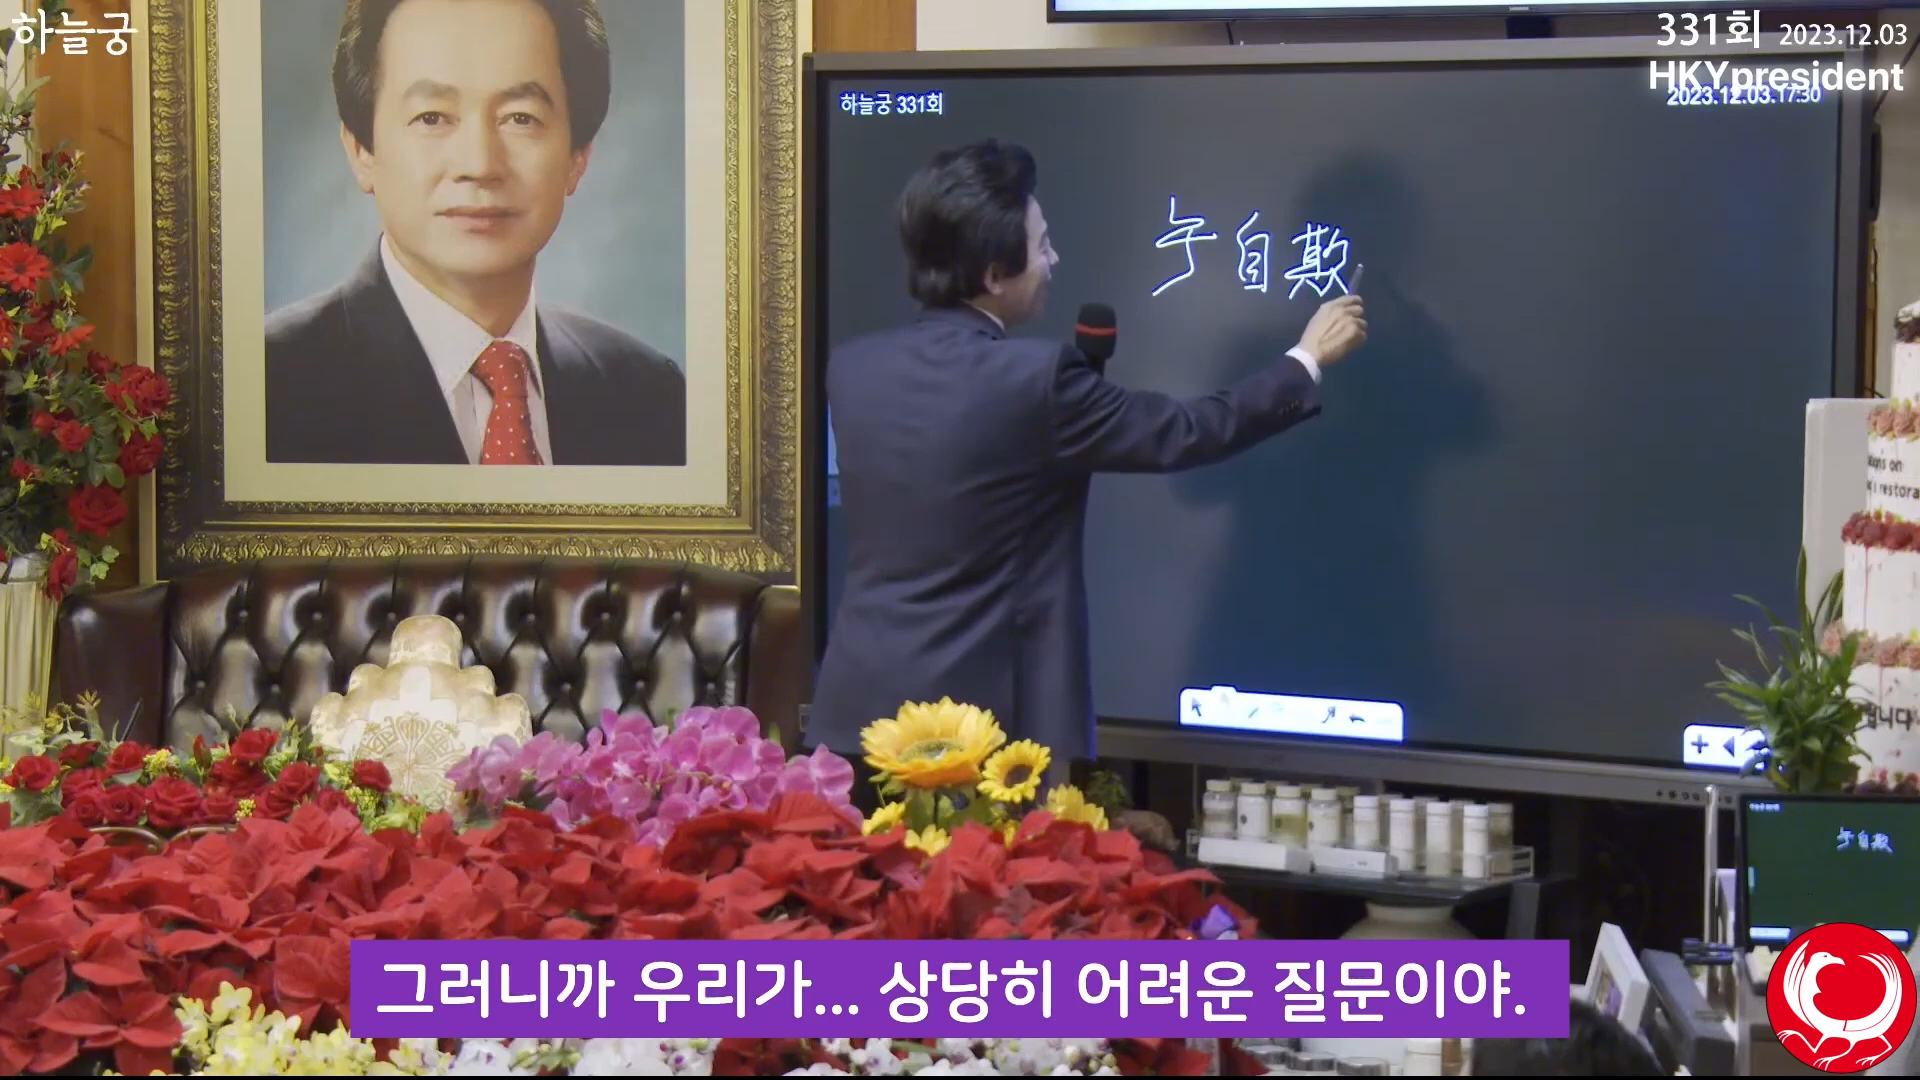 하늘궁
331회 2023.12.03
HKYpresident
하늘궁 331회
2023.12.03.17:30
自欺
그러니까 우리가... 상당히 어려운 질문이야.